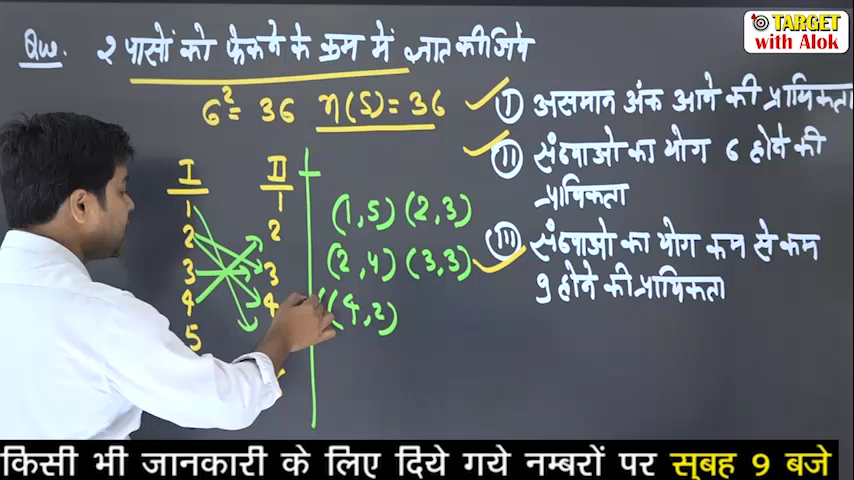 TARGET
with Alok
Que. 2 पासों को फेकने के क्रम में ज्ञात कीजिये
6² = 36 n(S) = 36
I असमान अंक आने की प्रायिकता
II संख्याओ का योग 6 होने की
प्रायिकता
III संख्याओ का योग कम से कम
9 होने की प्रायिकता
I II
1 1
2 2
3 3
4 4
5
(1,5) (2,3)
(2,4) (3,3)
(4,2)
किसी भी जानकारी के लिए दिये गये नम्बरों पर सुबह 9 बजे